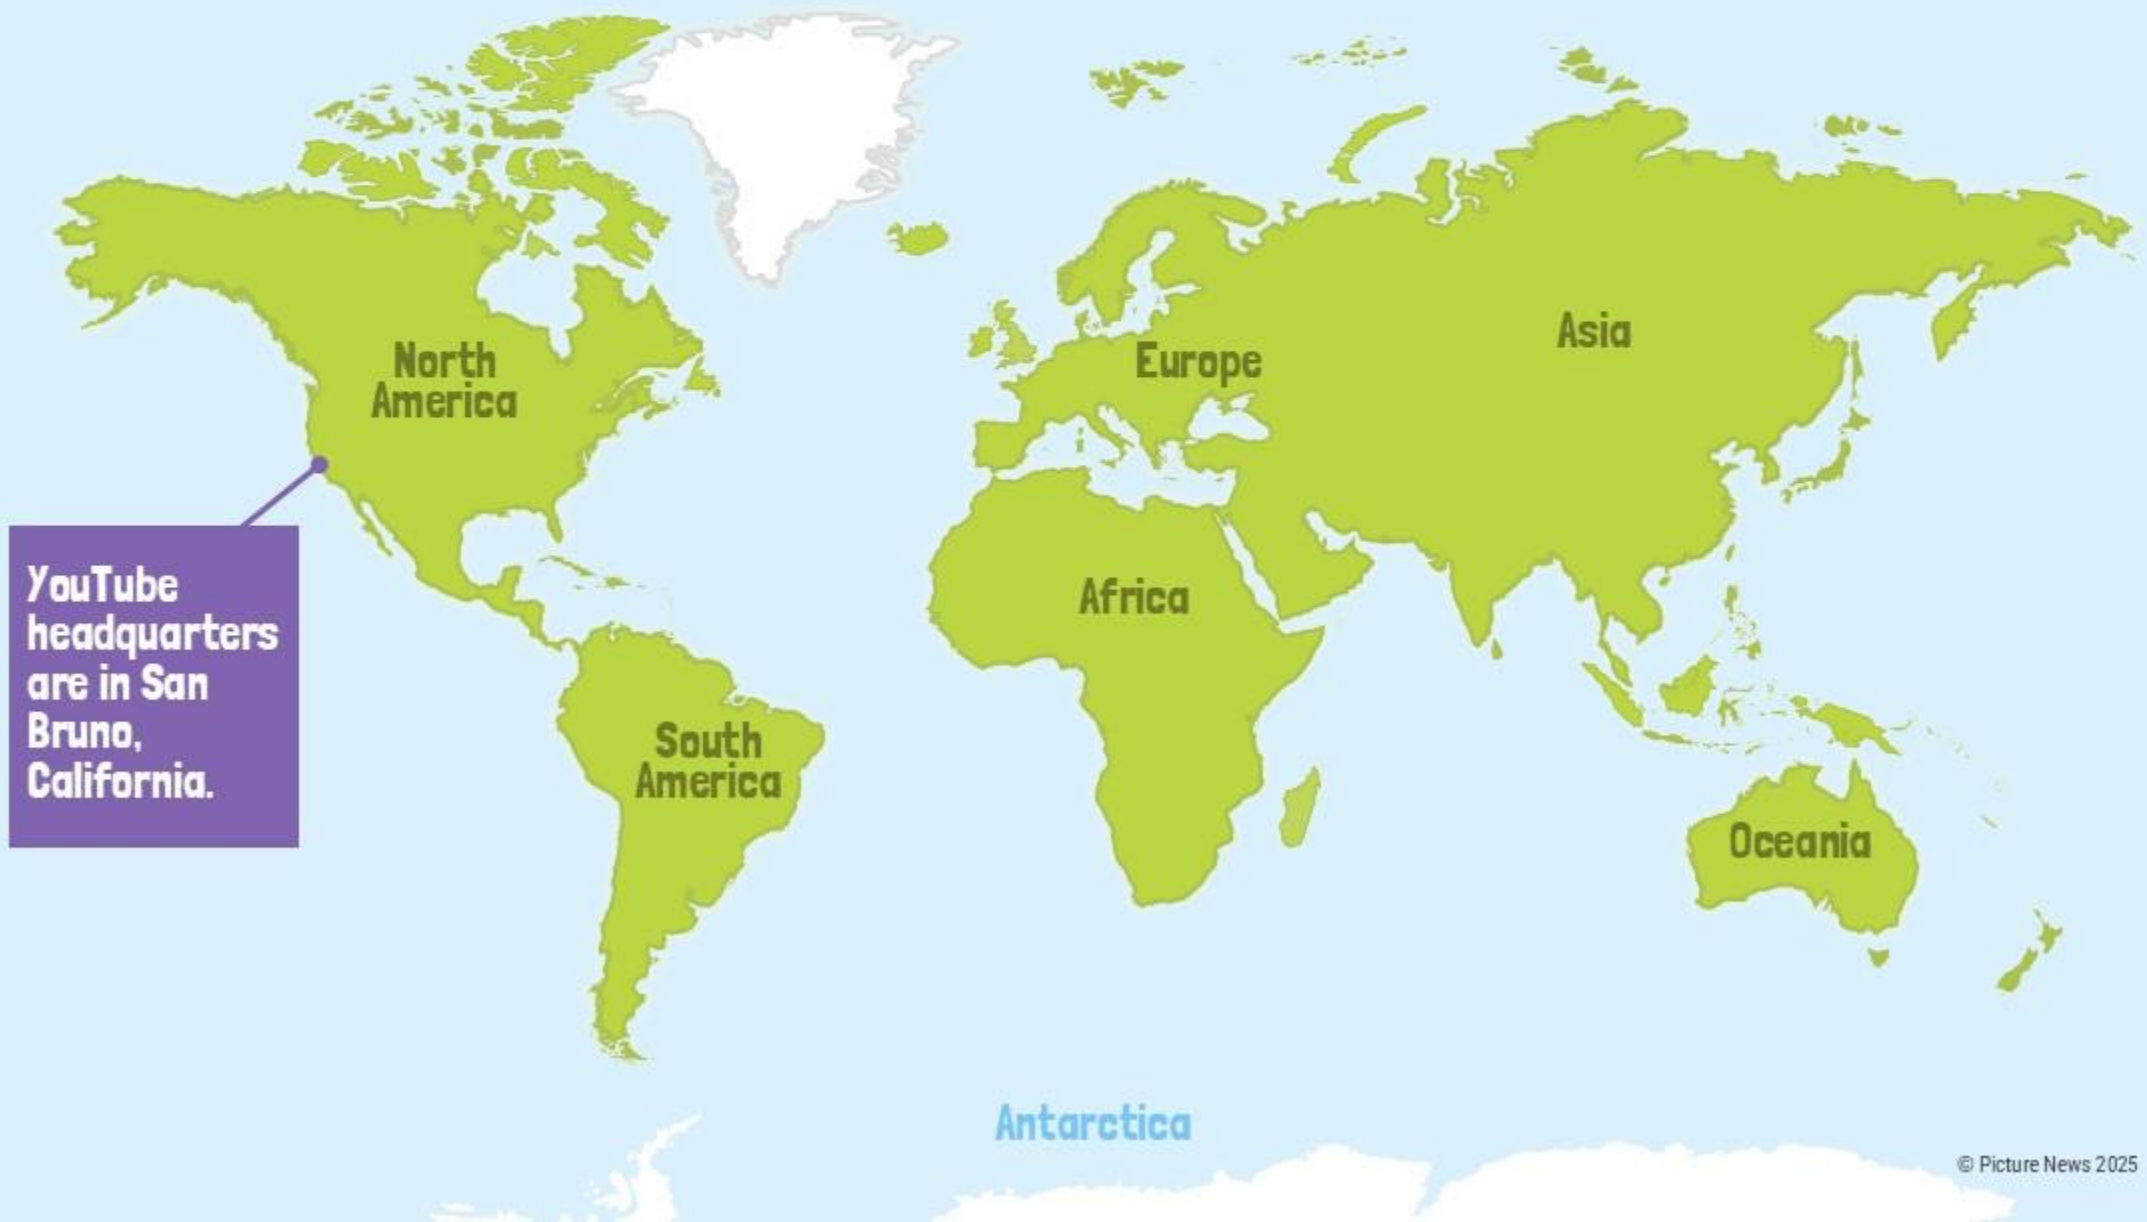 North
America
Europe
Asia
YouTube
headquarters
are in San
Bruno,
California.
Africa
South
America
Oceania
Antarctica
© Picture News 2025